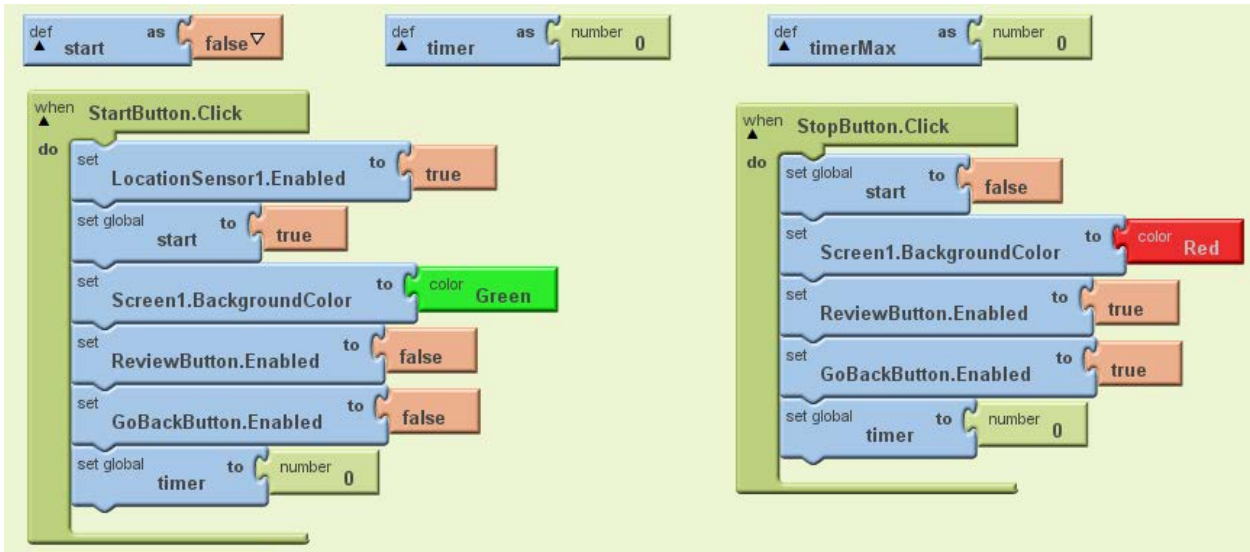 def start as false
def timer as number 0
def timerMax as number 0
when StartButton.Click
do
set LocationSensor1.Enabled to true
set global start to true
set Screen1.BackgroundColor to color Green
set ReviewButton.Enabled to false
set GoBackButton.Enabled to false
set global timer to number 0
when StopButton.Click
do
set global start to false
set Screen1.BackgroundColor to color Red
set ReviewButton.Enabled to true
set GoBackButton.Enabled to true
set global timer to number 0